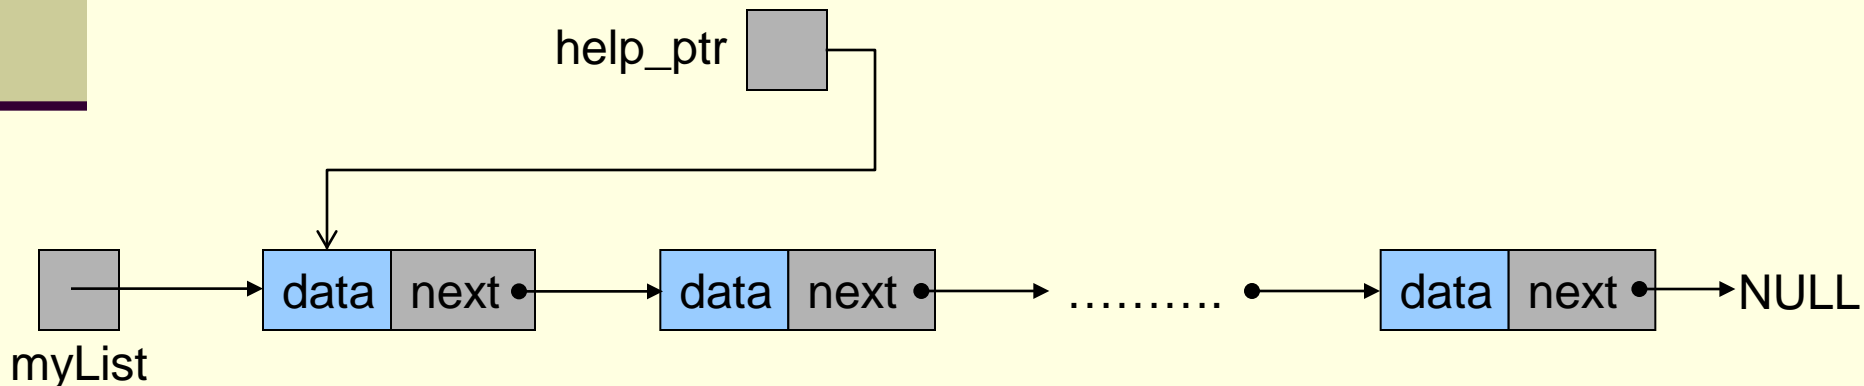 help_ptr
data next data next .......... data next NULL
myList